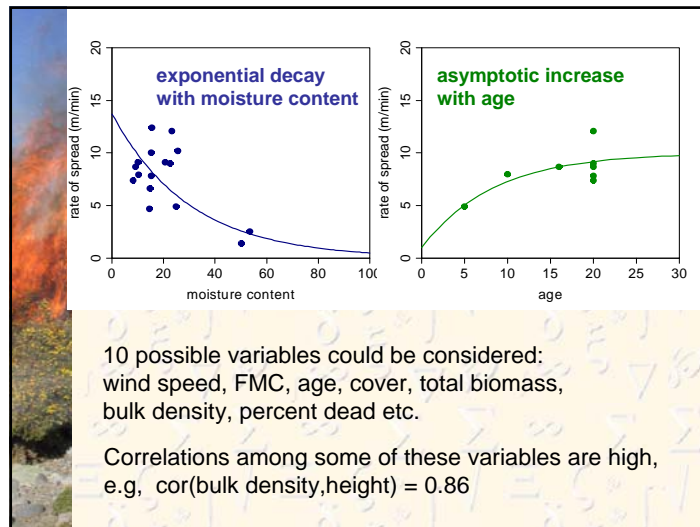 exponential decay
with moisture content
rate of spread (m/min)
0
5
10
15
20
0
20
40
60
80
100
moisture content
asymptotic increase
with age
rate of spread (m/min)
0
5
10
15
20
0
5
10
15
20
25
30
age
10 possible variables could be considered:
wind speed, FMC, age, cover, total biomass,
bulk density, percent dead etc.
Correlations among some of these variables are high,
e.g, cor(bulk density,height) = 0.86